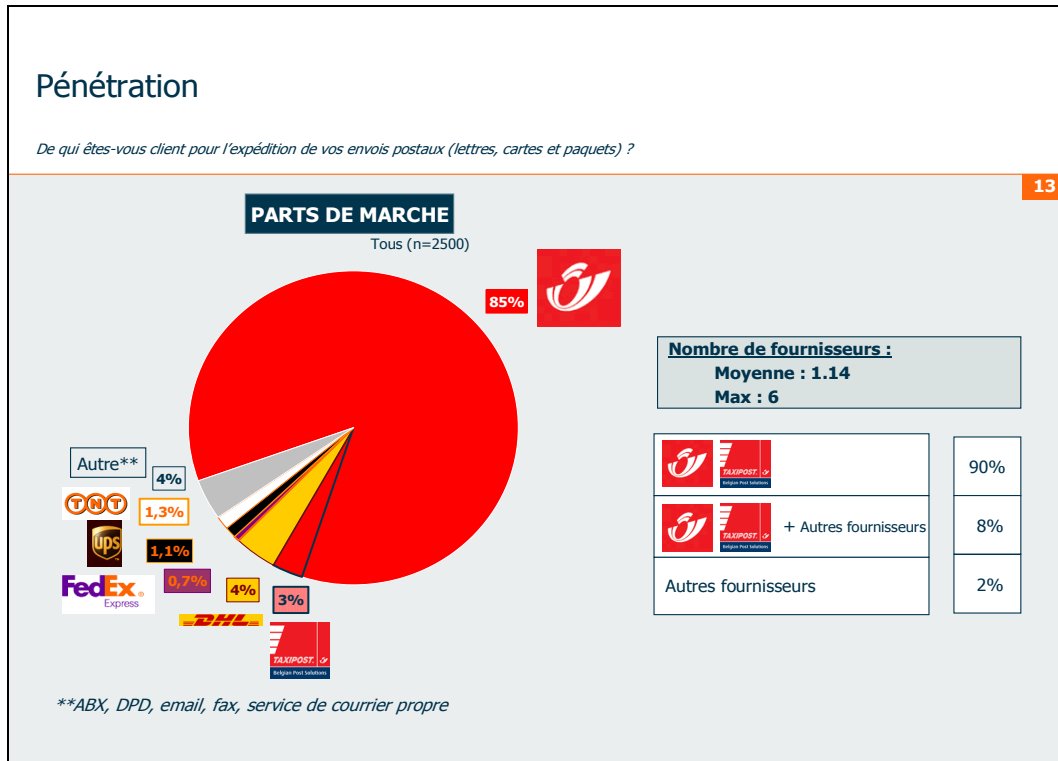 Pénétration
De qui êtes-vous client pour l'expédition de vos envois postaux (lettres, cartes et paquets) ?
13
PARTS DE MARCHE
Tous (n=2500)
85%
Nombre de fournisseurs :
Moyenne : 1.14
Max : 6
TAXIPOST.
Belgian Post Solutions
90%
TAXIPOST.
Belgian Post Solutions
+ Autres fournisseurs
8%
Autres fournisseurs
2%
Autre**
4%
TNT
1,3%
ups
1,1%
FedEx®
Express
0,7%
4%
DHL
3%
TAXIPOST.
Belgian Post Solutions
**ABX, DPD, email, fax, service de courrier propre